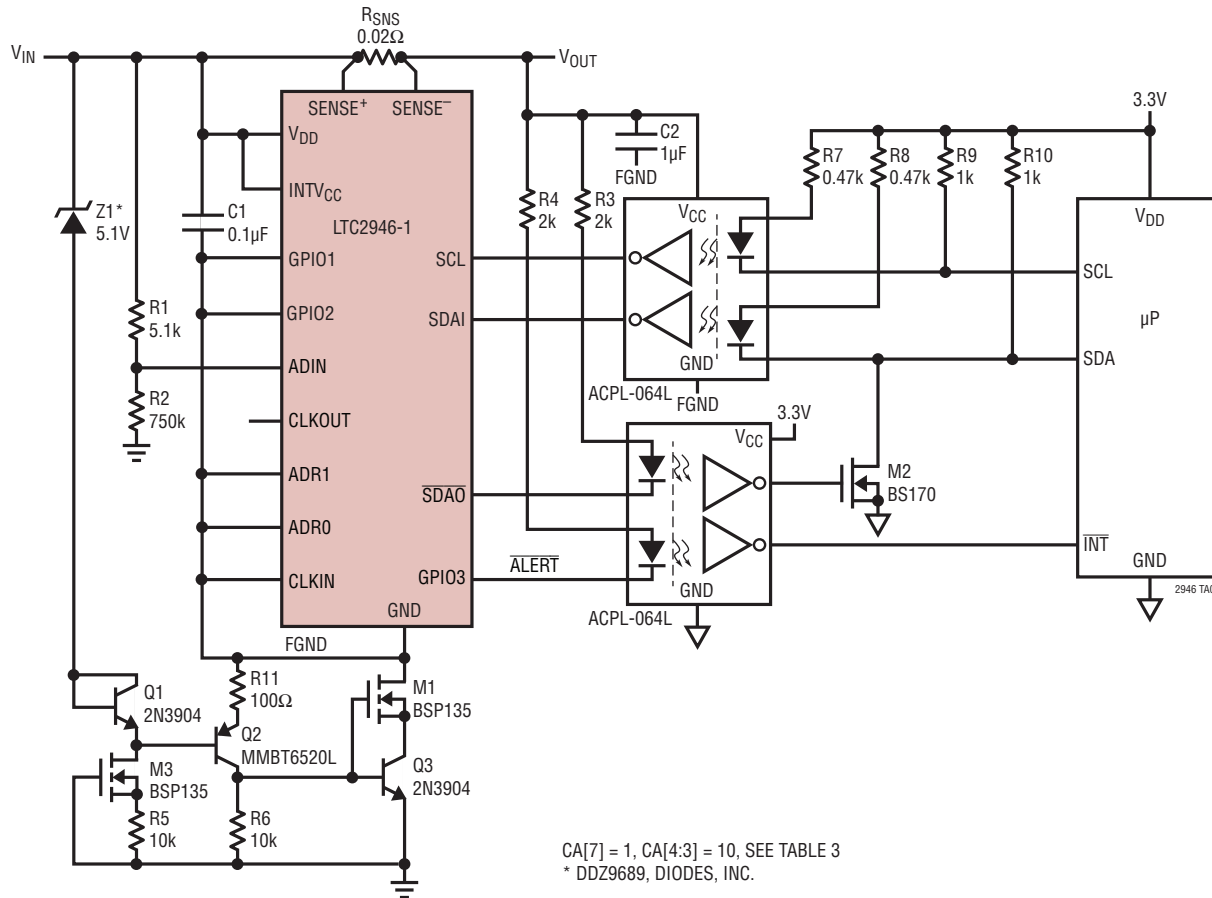 RSNS
0.02Ω
VIN
VOUT
SENSE+
SENSE−
VDD
INTVCC
LTC2946-1
GPIO1
GPIO2
ADIN
CLKOUT
ADR1
ADR0
CLKIN
SCL
SDAI
SDAO
GPIO3
GND
FGND
ALERT
Z1*
5.1V
C1
0.1µF
R1
5.1k
R2
750k
R4
2k
R3
2k
C2
1µF
FGND
VCC
GND
ACPL-064L
FGND
3.3V
R7
0.47k
R8
0.47k
R9
1k
R10
1k
VDD
SCL
µP
SDA
INT
GND
2946 TA0
3.3V
VCC
GND
ACPL-064L
M2
BS170
Q1
2N3904
R11
100Ω
M1
BSP135
Q2
MMBT6520L
Q3
2N3904
M3
BSP135
R5
10k
R6
10k
CA[7] = 1, CA[4:3] = 10, SEE TABLE 3
* DDZ9689, DIODES, INC.